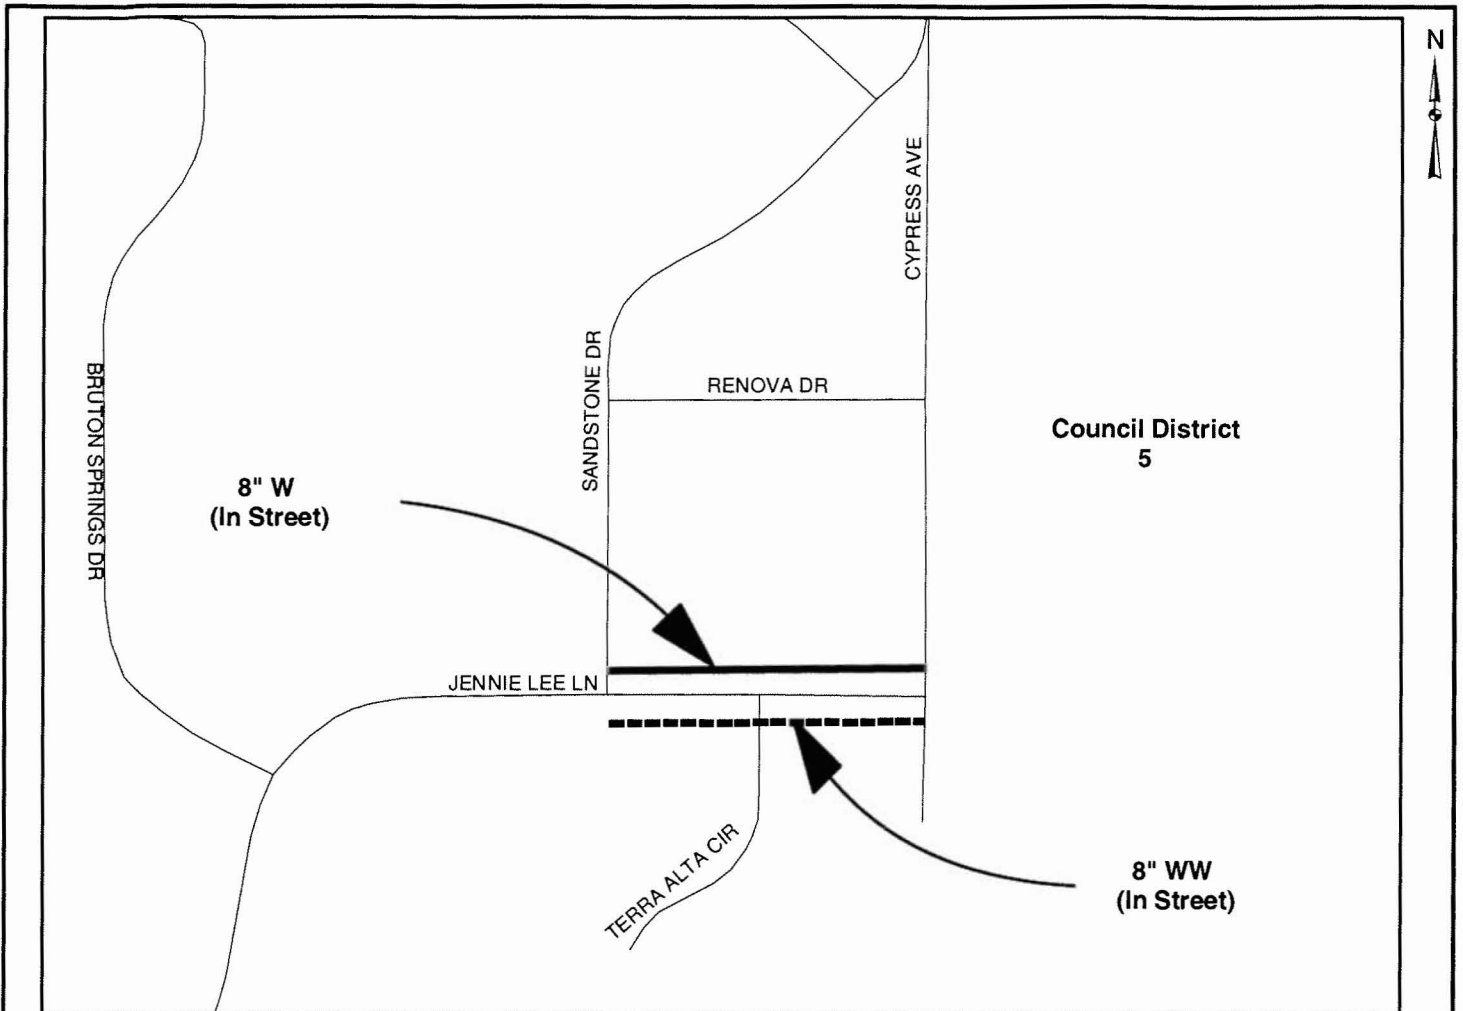 N
CYPRESS AVE
SANDSTONE DR
BRUTON SPRINGS DR
RENOVA DR
Council District
5
8" W
(In Street)
JENNIE LEE LN
TERRA ALTA CIR
8" WW
(In Street)